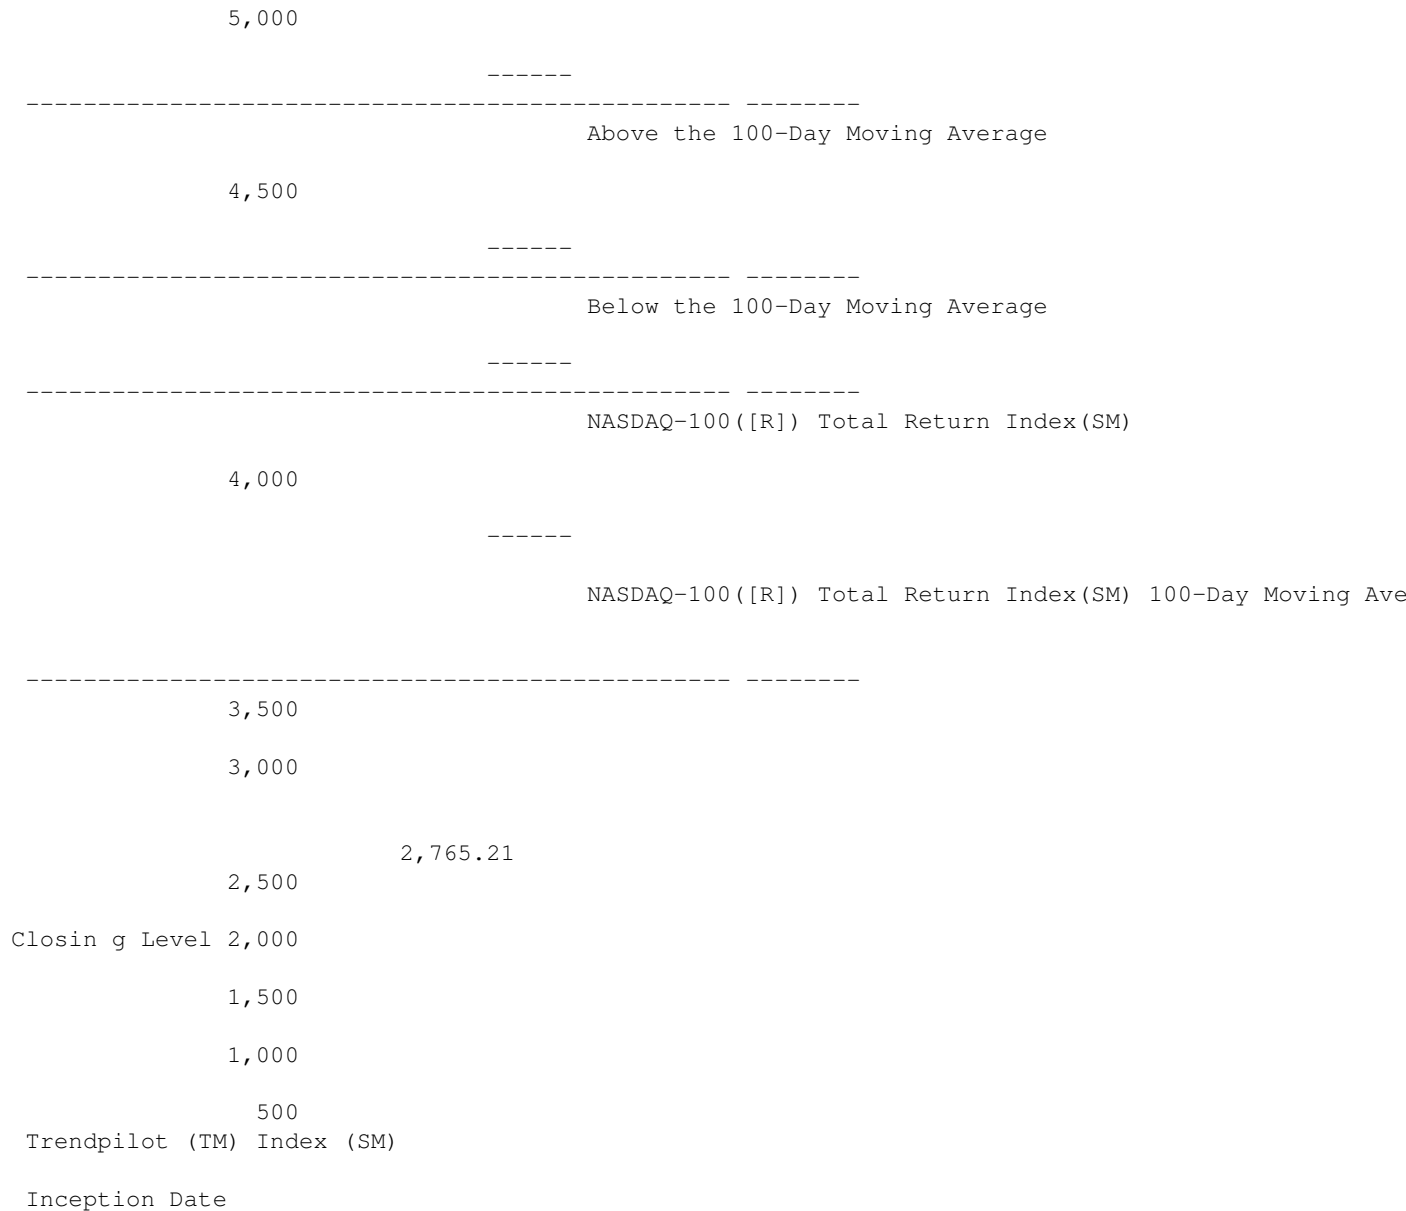 5,000
------
------------------------------------------------- --------
Above the 100-Day Moving Average
4,500
------
------------------------------------------------- --------
Below the 100-Day Moving Average
------
------------------------------------------------- --------
NASDAQ-100([R]) Total Return Index(SM)
4,000
------
NASDAQ-100([R]) Total Return Index(SM) 100-Day Moving Ave
------------------------------------------------- --------
3,500
3,000
2,765.21
2,500
Closin g Level 2,000
1,500
1,000
500
Trendpilot (TM) Index (SM)
Inception Date